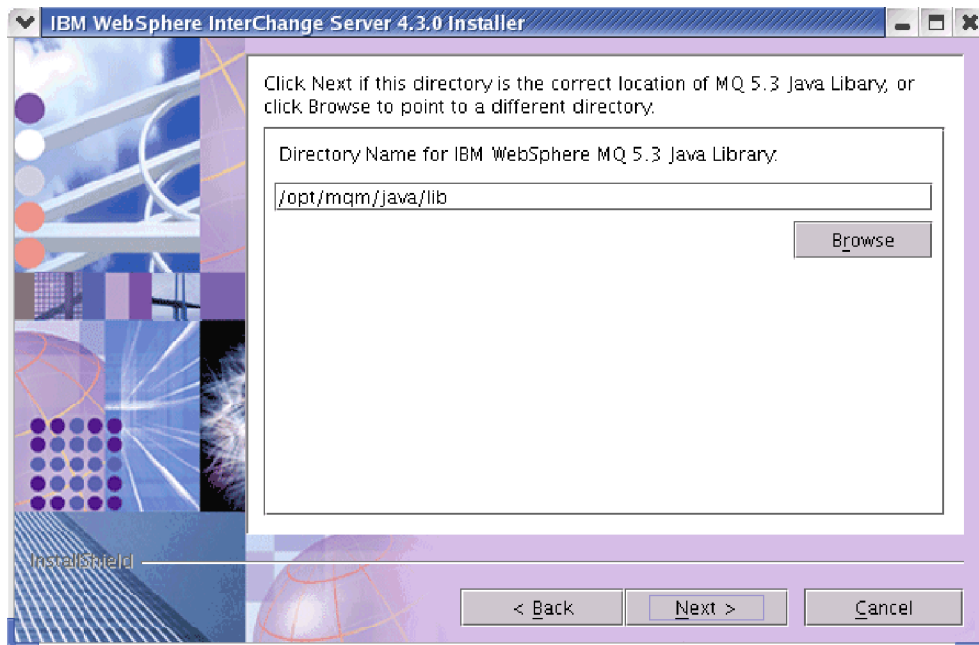 IBM WebSphere InterChange Server 4.3.0 Installer
Click Next if this directory is the correct location of MQ 5.3 Java Libary, or
click Browse to point to a different directory.
Directory Name for IBM WebSphere MQ 5.3 Java Library:
/opt/mqm/java/lib
Browse
InstallShield
< Back
Next >
Cancel